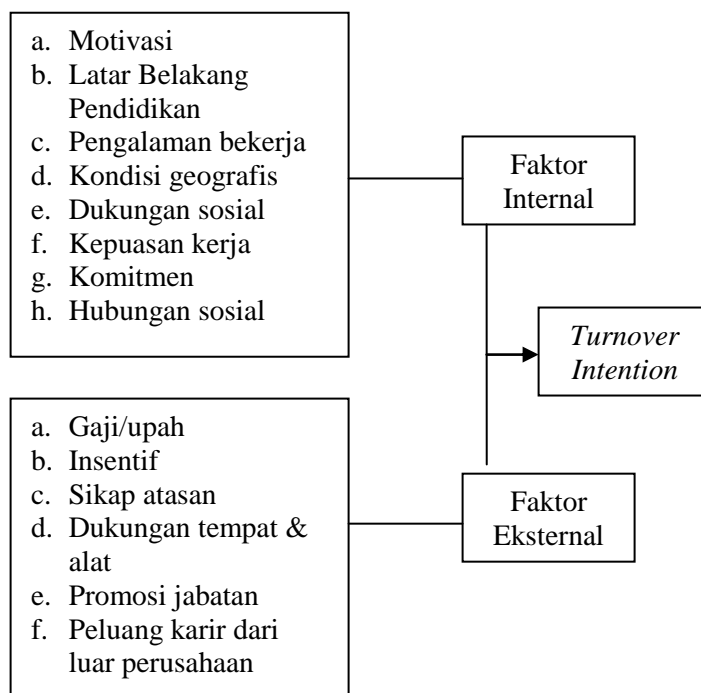 a. Motivasi
b. Latar Belakang
Pendidikan
c. Pengalaman bekerja
d. Kondisi geografis
e. Dukungan sosial
f. Kepuasan kerja
g. Komitmen
h. Hubungan sosial
Faktor
Internal
Turnover
Intention
a. Gaji/upah
b. Insentif
c. Sikap atasan
d. Dukungan tempat &
alat
e. Promosi jabatan
f. Peluang karir dari
luar perusahaan
Faktor
Eksternal